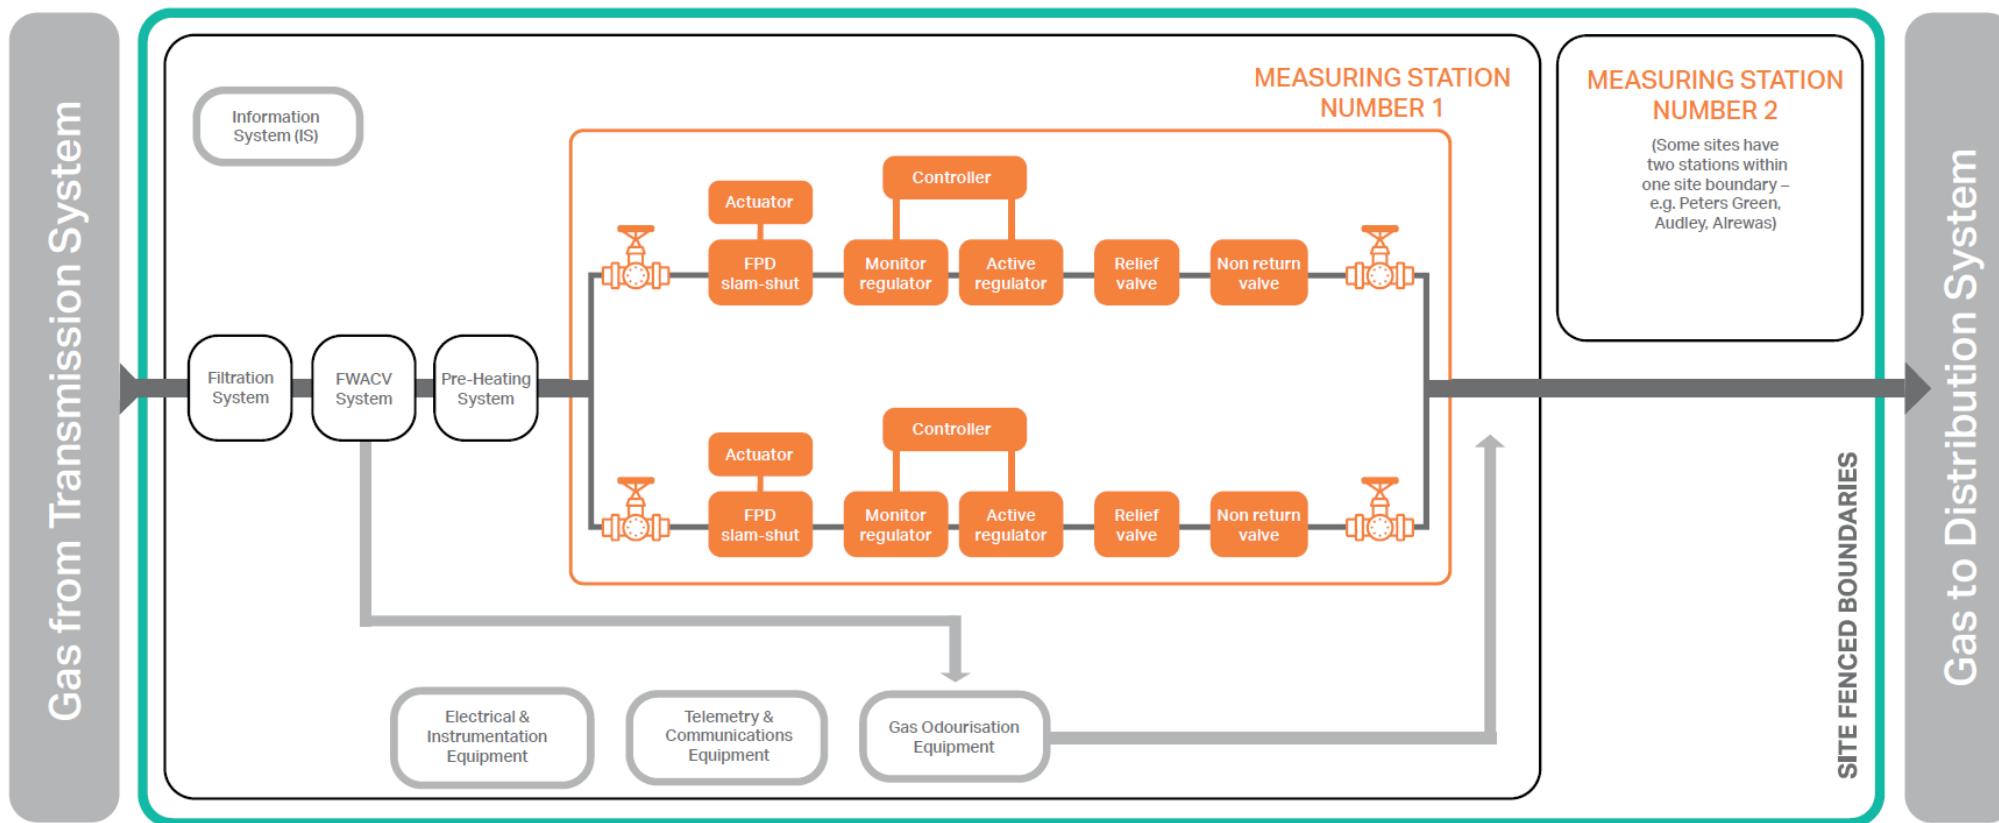 Gas from Transmission System
Information
System (IS)
Filtration
System
FWACV
System
Pre-Heating
System
MEASURING STATION
NUMBER 1
Actuator
Controller
FPD
slam-shut
Monitor
regulator
Active
regulator
Relief
valve
Non return
valve
Actuator
Controller
FPD
slam-shut
Monitor
regulator
Active
regulator
Relief
valve
Non return
valve
Electrical &
Instrumentation
Equipment
Telemetry &
Communications
Equipment
Gas Odourisation
Equipment
MEASURING STATION
NUMBER 2
(Some sites have
two stations within
one site boundary –
e.g. Peters Green,
Audley, Alrewas)
SITE FENCED BOUNDARIES
Gas to Distribution System